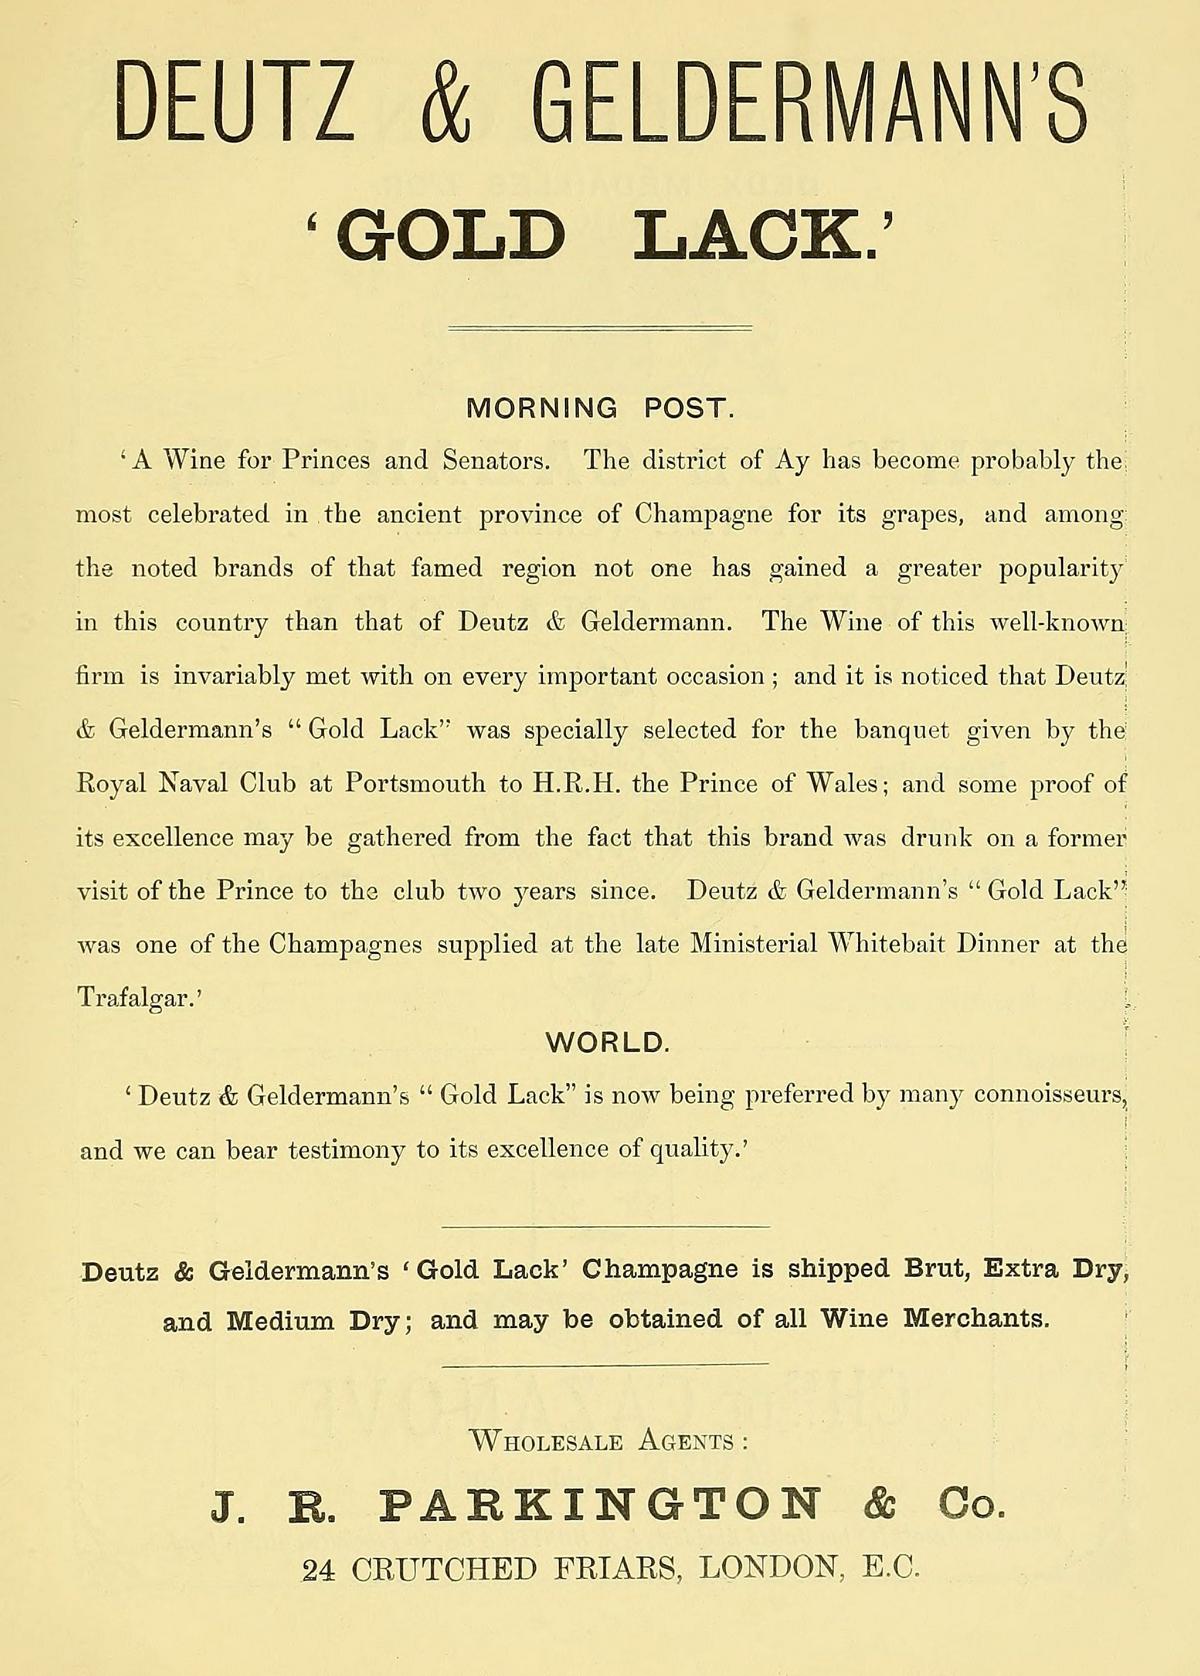 DEUTZ & GELDERMANN'S
‘GOLD LACK.’
MORNING POST.
‘A Wine for Princes and Senators. The district of Ay has become probably the
most celebrated in the ancient province of Champagne for its grapes, and among
the noted brands of that famed region not one has gained a greater popularity
in this country than that of Deutz & Geldermann. The Wine of this well-known
firm is invariably met with on every important occasion; and it is noticed that Deutz
& Geldermann's “Gold Lack” was specially selected for the banquet given by the
Royal Naval Club at Portsmouth to H.R.H. the Prince of Wales; and some proof of
its excellence may be gathered from the fact that this brand was drunk on a former
visit of the Prince to the club two years since. Deutz & Geldermann's “Gold Lack”
was one of the Champagnes supplied at the late Ministerial Whitebait Dinner at the
Trafalgar.’
WORLD.
‘Deutz & Geldermann's “Gold Lack” is now being preferred by many connoisseurs,
and we can bear testimony to its excellence of quality.’
Deutz & Geldermann's ‘Gold Lack’ Champagne is shipped Brut, Extra Dry,
and Medium Dry; and may be obtained of all Wine Merchants.
WHOLESALE AGENTS:
J. R. PARKINGTON & Co.
24 CRUTCHED FRIARS, LONDON, E.C.